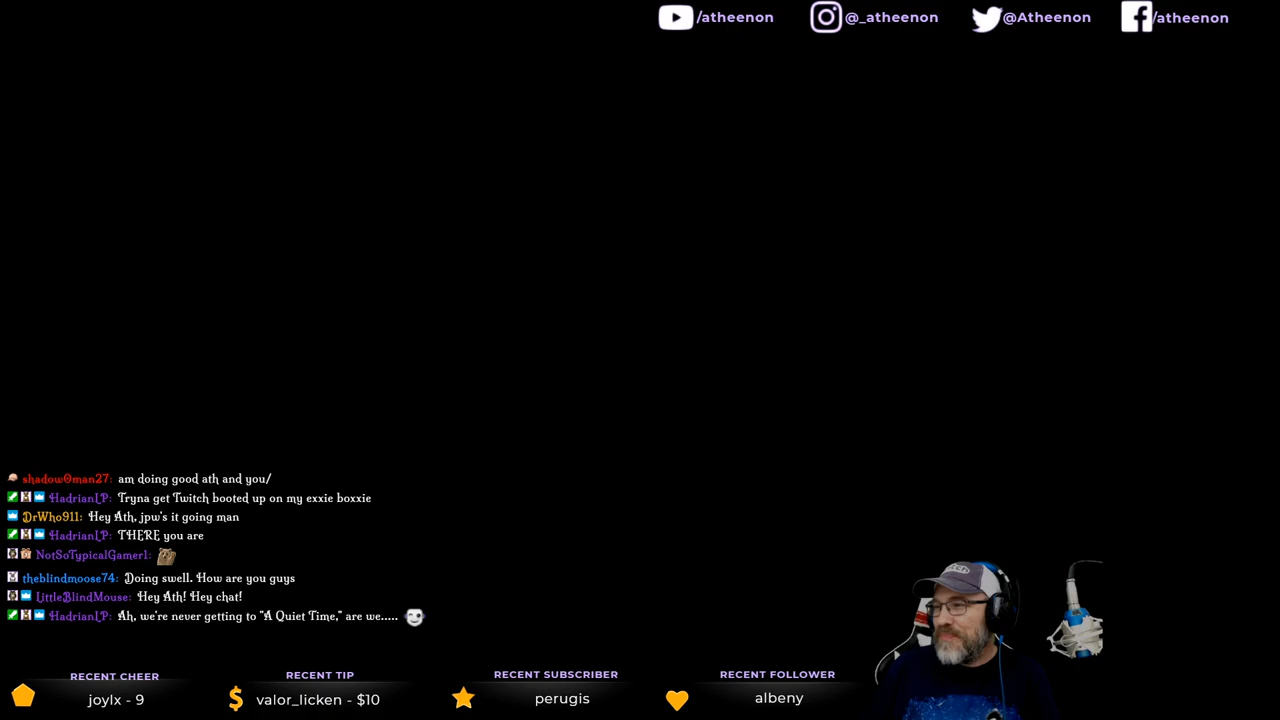 /atheenon
@_atheenon
@Atheenon
/atheenon
shadow0man27: am doing good ath and you/
HadrianLP: Tryna get Twitch booted up on my exxie boxxie
DrWho911: Hey Ath, jpw's it going man
HadrianLP: THERE you are
NotSoTypicalGamer1:
theblindmoose74: Doing swell. How are you guys
LittleBlindMouse: Hey Ath! Hey chat!
HadrianLP: Ah, we're never getting to "A Quiet Time," are we.....
RECENT CHEER
joylx - 9
RECENT TIP
valor_licken - $10
RECENT SUBSCRIBER
perugis
RECENT FOLLOWER
albeny